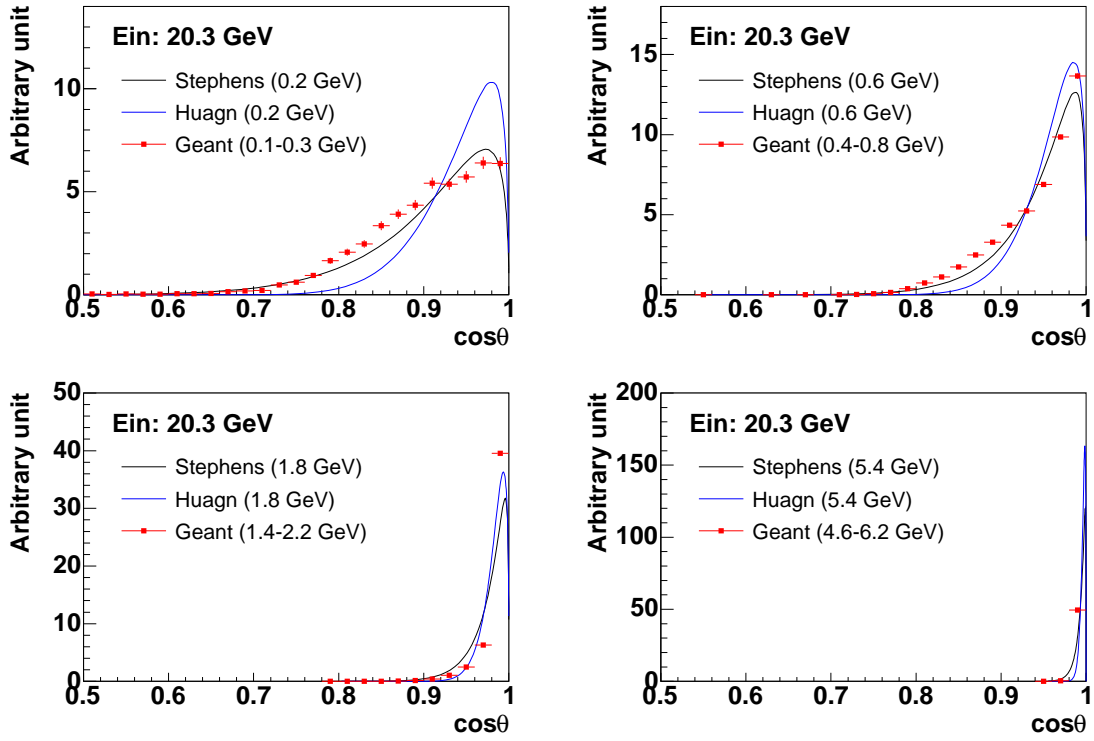 Arbitrary unit
Ein: 20.3 GeV
Stephens (0.2 GeV)
Huagn (0.2 GeV)
Geant (0.1-0.3 GeV)
10
5
0
0.5 0.6 0.7 0.8 0.9 1
cosθ
Arbitrary unit
Ein: 20.3 GeV
Stephens (0.6 GeV)
Huagn (0.6 GeV)
Geant (0.4-0.8 GeV)
15
10
5
0
0.5 0.6 0.7 0.8 0.9 1
cosθ
Arbitrary unit
Ein: 20.3 GeV
Stephens (1.8 GeV)
Huagn (1.8 GeV)
Geant (1.4-2.2 GeV)
50
40
30
20
10
0
0.5 0.6 0.7 0.8 0.9 1
cosθ
Arbitrary unit
Ein: 20.3 GeV
Stephens (5.4 GeV)
Huagn (5.4 GeV)
Geant (4.6-6.2 GeV)
200
150
100
50
0
0.5 0.6 0.7 0.8 0.9 1
cosθ